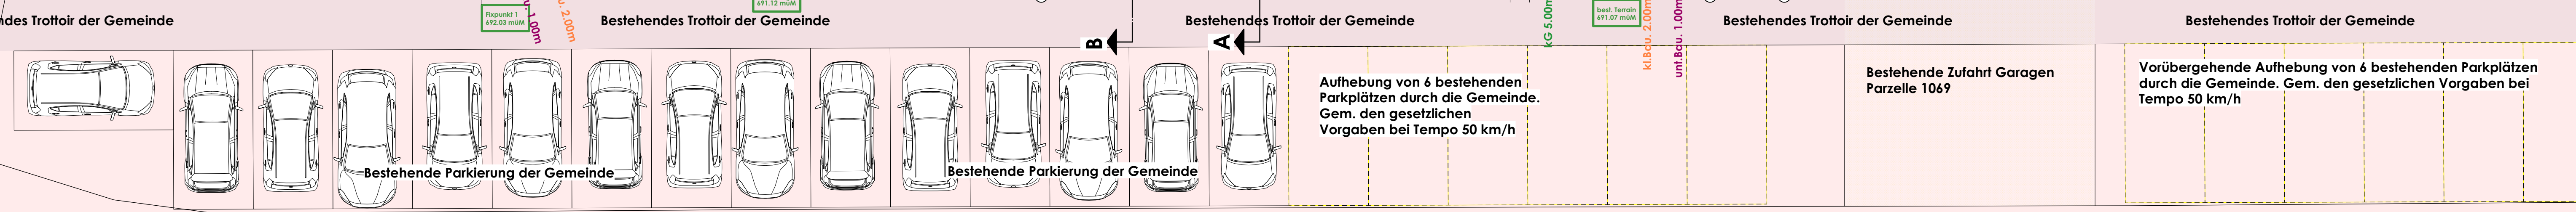 ndes Trottoir der Gemeinde
Fixpunkt 1
692.03 müM
1.00m
u. 2.00m
Bestehendes Trottoir der Gemeinde
691.12 müM
B
A
Bestehendes Trottoir der Gemeinde
kG 5.00m
best. Terrain
691.07 müM
kl.Bau. 2.00m
unt.Bau. 1.00m
Bestehendes Trottoir der Gemeinde
Bestehendes Trottoir der Gemeinde
Bestehende Parkierung der Gemeinde
Bestehende Parkierung der Gemeinde
Aufhebung von 6 bestehenden
Parkplätzen durch die Gemeinde.
Gem. den gesetzlichen
Vorgaben bei Tempo 50 km/h
Bestehende Zufahrt Garagen
Parzelle 1069
Vorübergehende Aufhebung von 6 bestehenden Parkplätzen
durch die Gemeinde. Gem. den gesetzlichen Vorgaben bei
Tempo 50 km/h